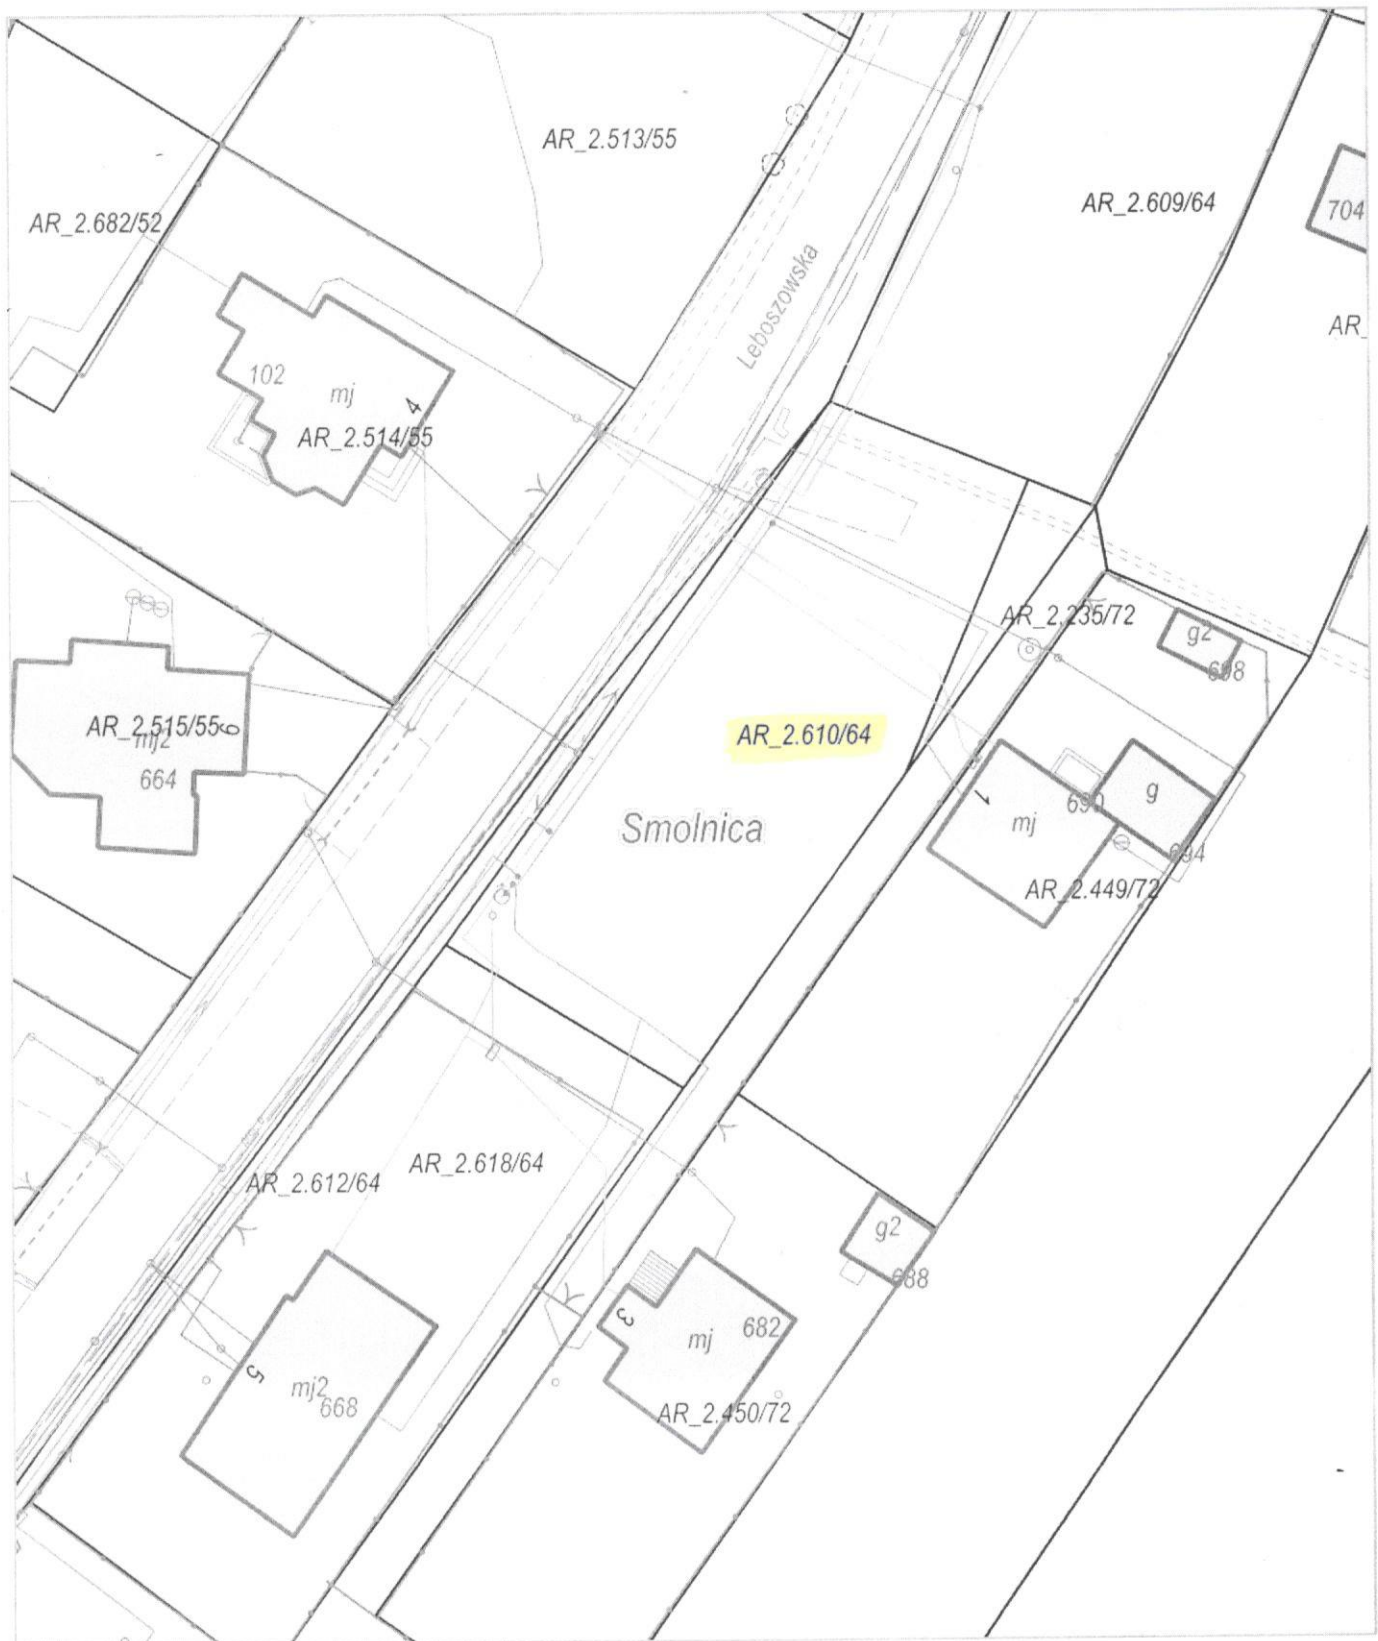 AR_2.513/55
AR_2.682/52
AR_2.609/64
704
AR_
Leboszowska
102
mj
4
AR_2.514/55
AR_2.235/72
g2
698
AR_2.515/55
6
mj2
664
AR_2.610/64
Smolnica
1
mj
690
g
694
AR_2.449/72
AR_2.618/64
AR_2.612/64
g2
688
3
mj
682
5
mj2
668
AR_2.450/72